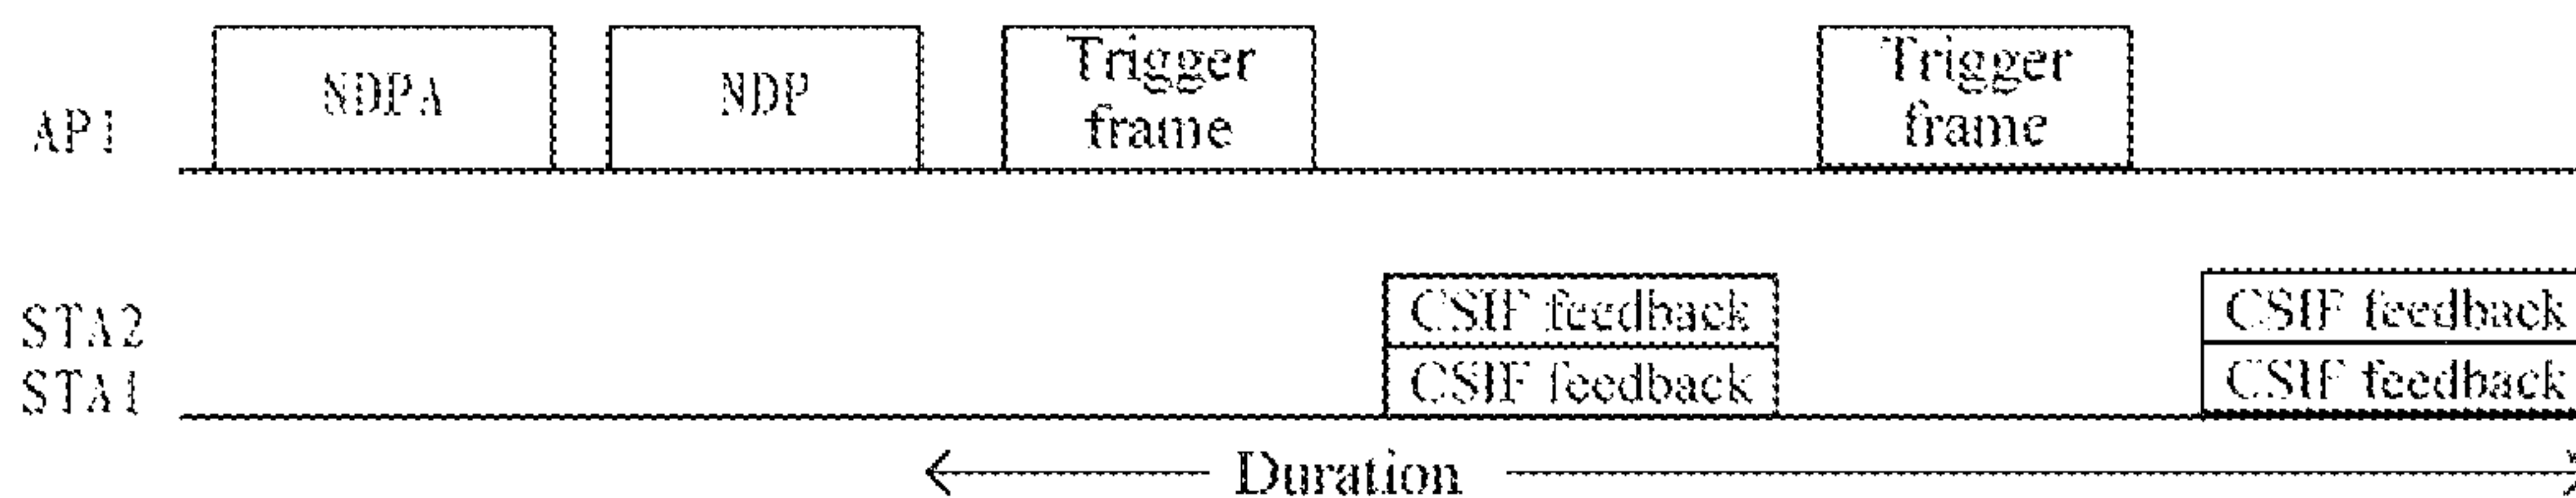 AP1
NDPA
NDP
Trigger
frame
Trigger
frame
STA2
CSIF feedback
CSIF feedback
STA1
CSIF feedback
CSIF feedback
Duration